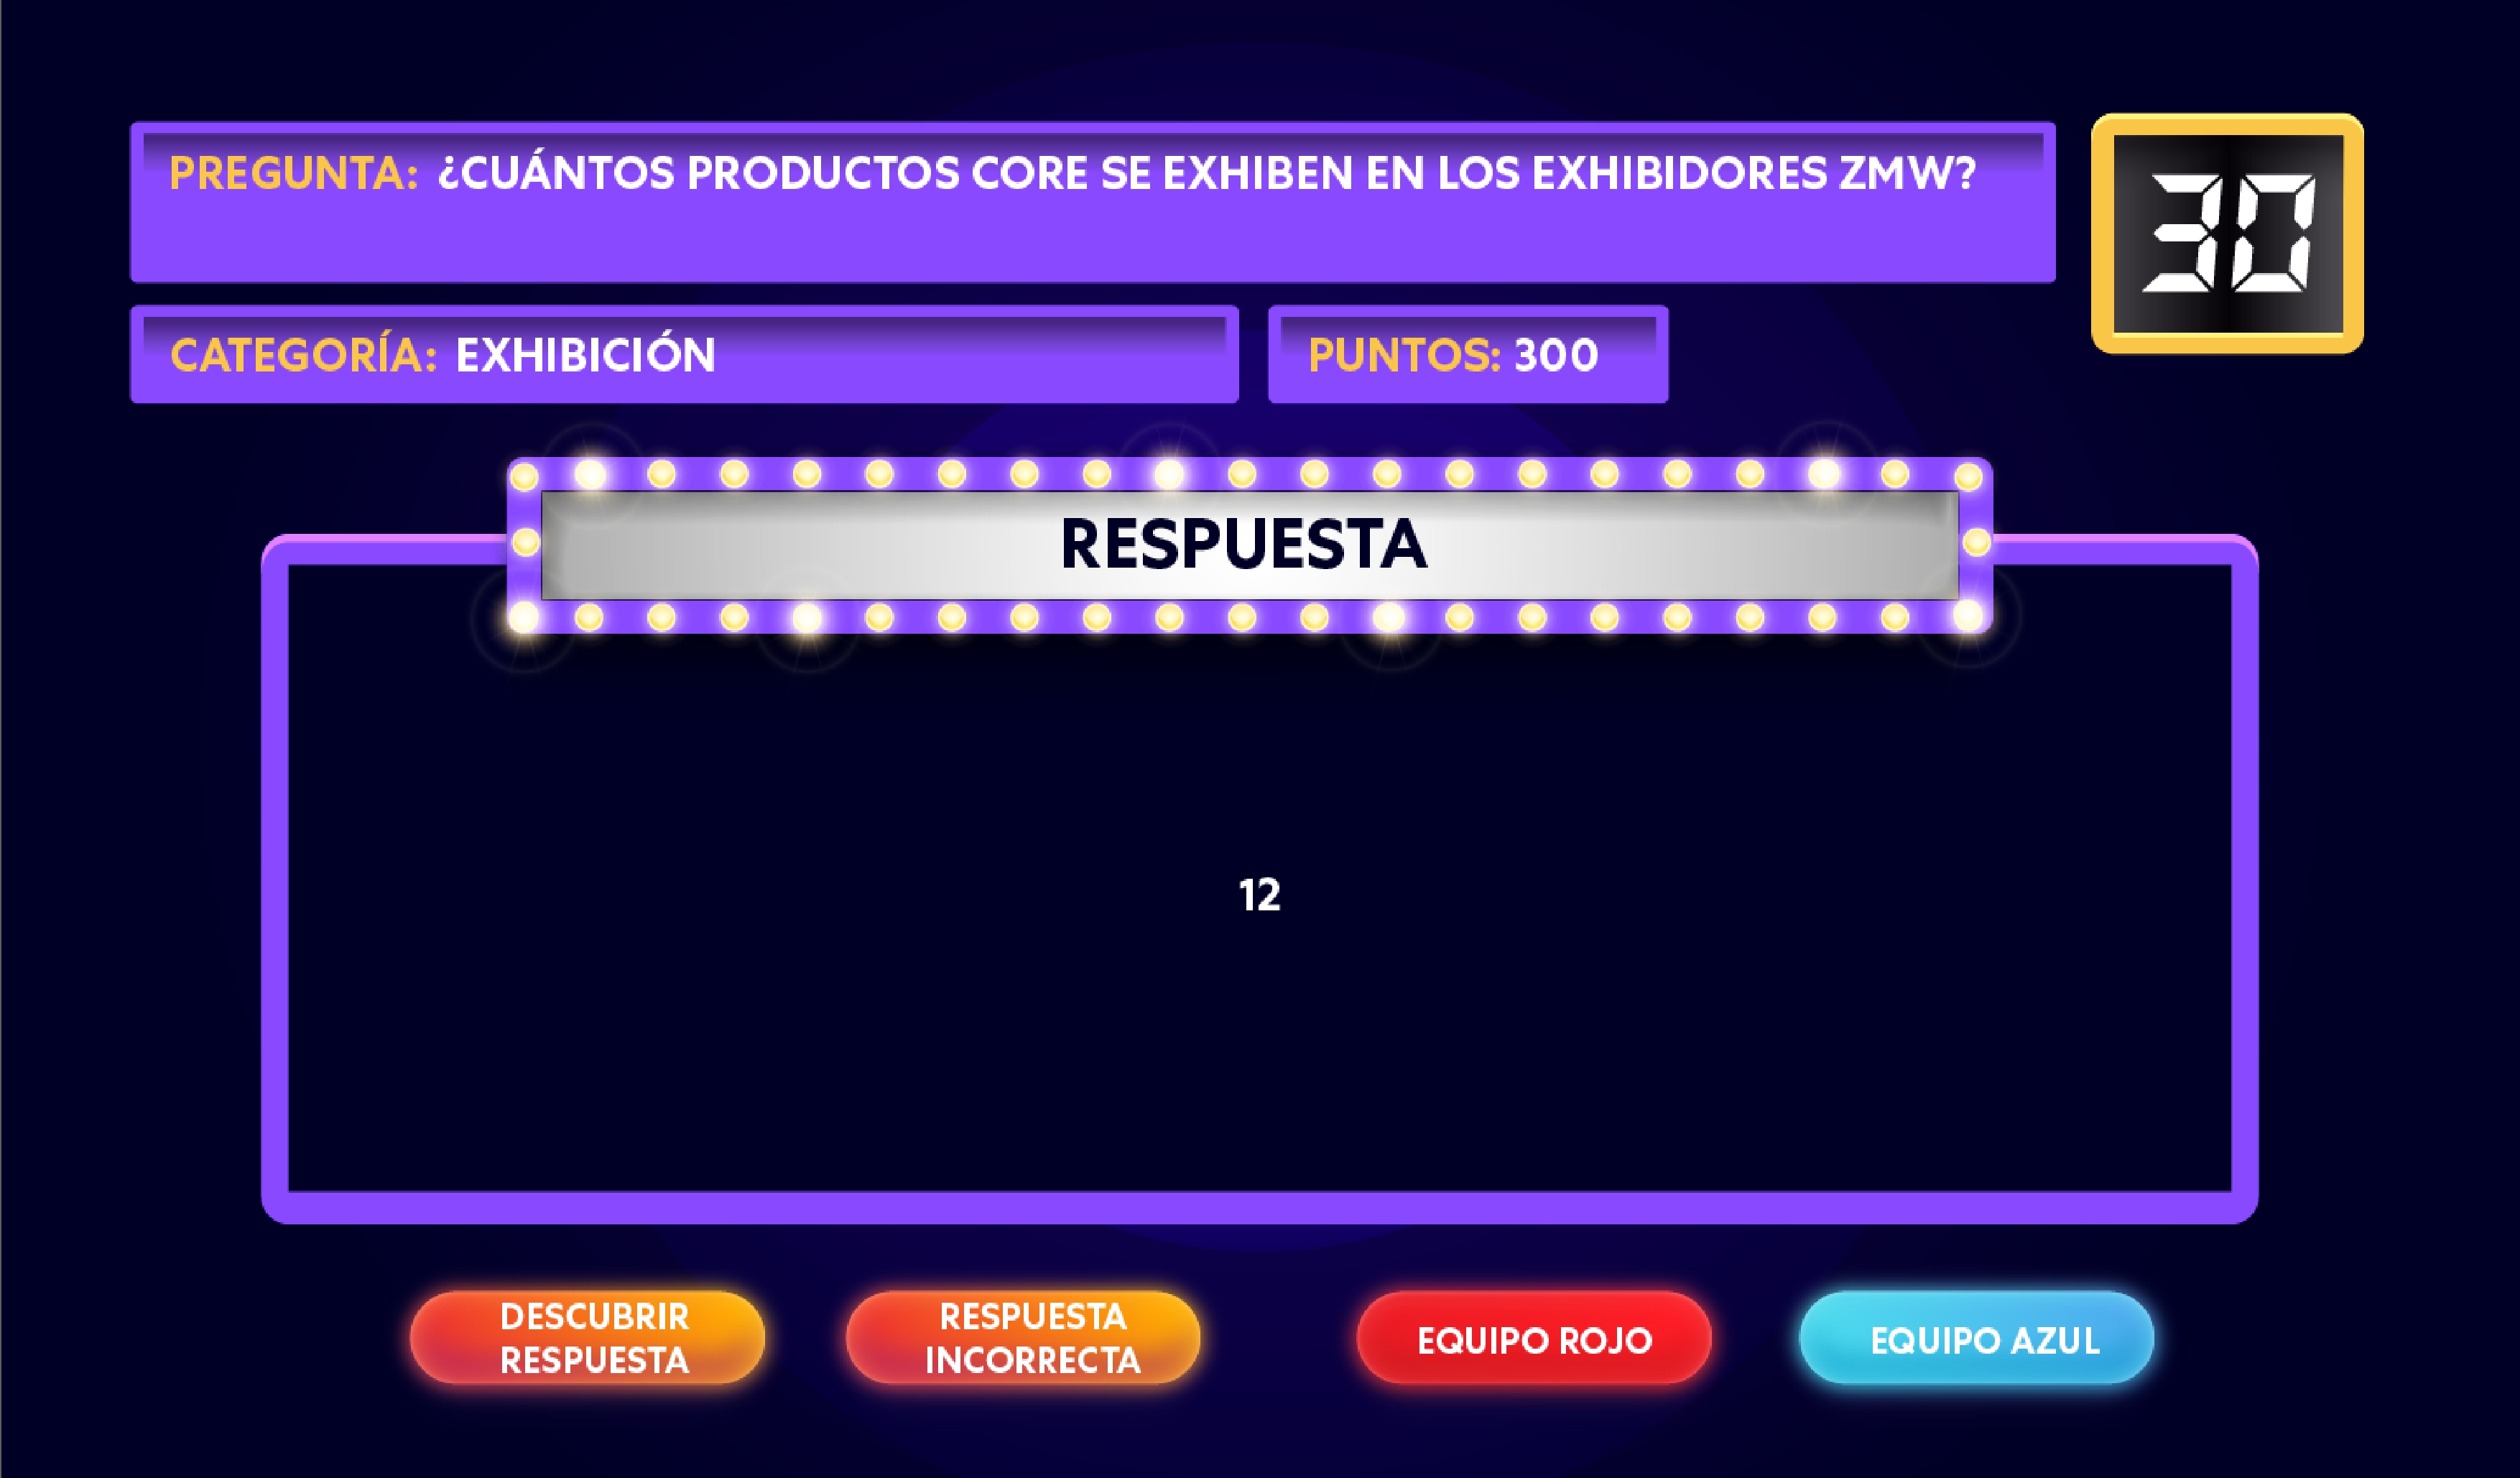 PREGUNTA: ¿CUÁNTOS PRODUCTOS CORE SE EXHIBEN EN LOS EXHIBIDORES ZMW?
30
CATEGORÍA: EXHIBICIÓN
PUNTOS: 300
RESPUESTA
12
DESCUBRIR
RESPUESTA
RESPUESTA
INCORRECTA
EQUIPO ROJO
EQUIPO AZUL